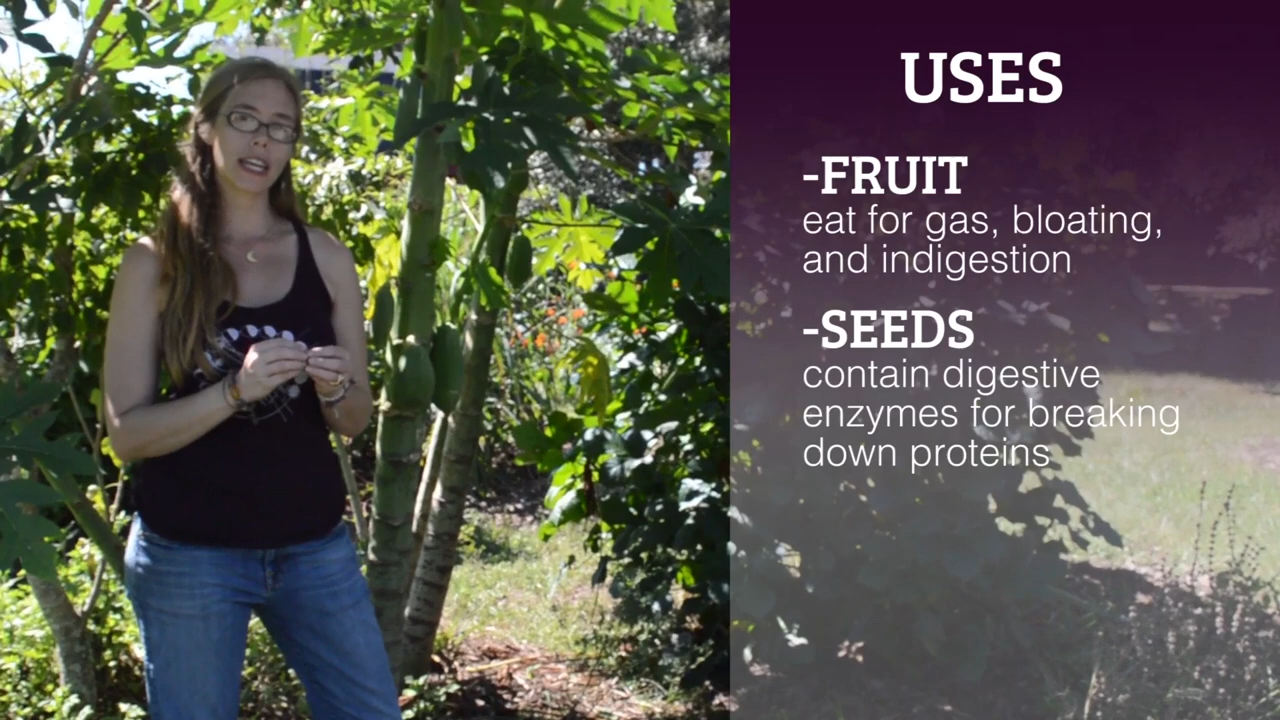 USES
-FRUIT
eat for gas, bloating,
and indigestion
-SEEDS
contain digestive
enzymes for breaking
down proteins